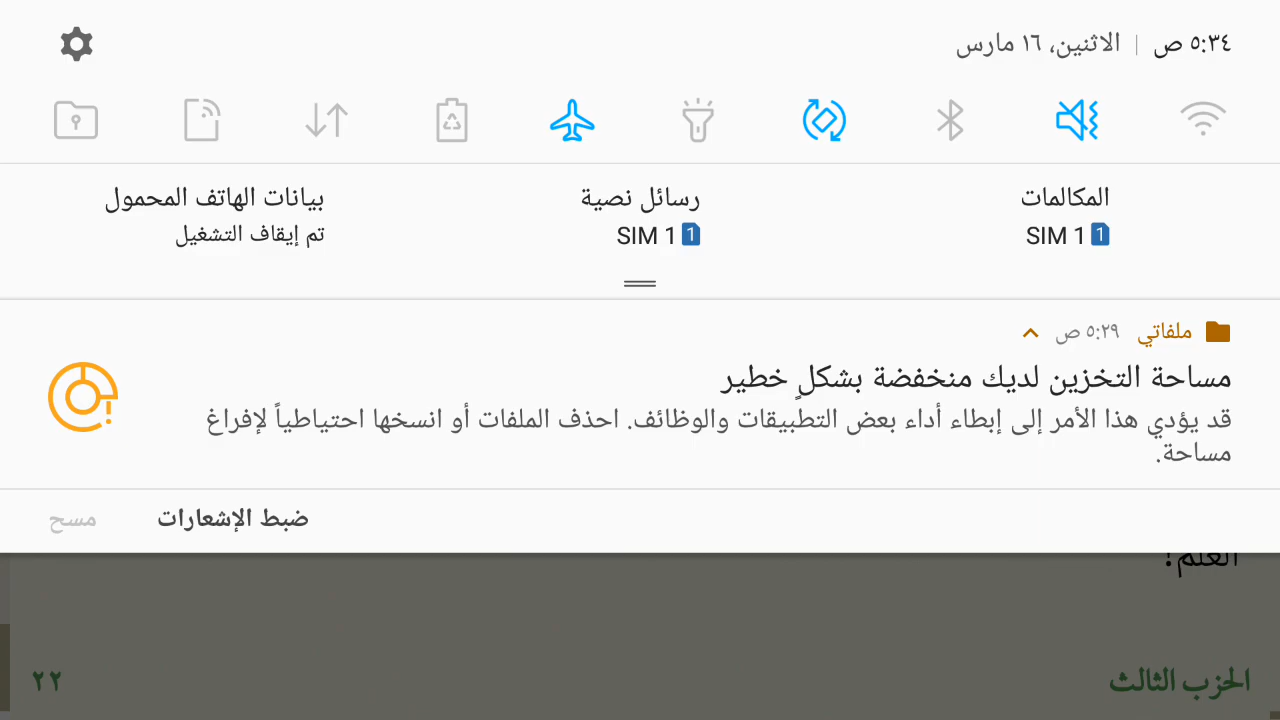 ٥:٣٤ ص | الاثنين، ١٦ مارس
المكالمات
SIM 1 1
رسائل نصية
SIM 1 1
بيانات الهاتف المحمول
تم إيقاف التشغيل
ملفاتي ٥:٢٩ ص
مساحة التخزين لديك منخفضة بشكلٍ خطير
قد يؤدي هذا الأمر إلى إبطاء أداء بعض التطبيقات والوظائف. احذف الملفات أو انسخها احتياطياً لإفراغ
مساحة.
ضبط الإشعارات
مسح
العلم!
الحزب الثالث
٢٢